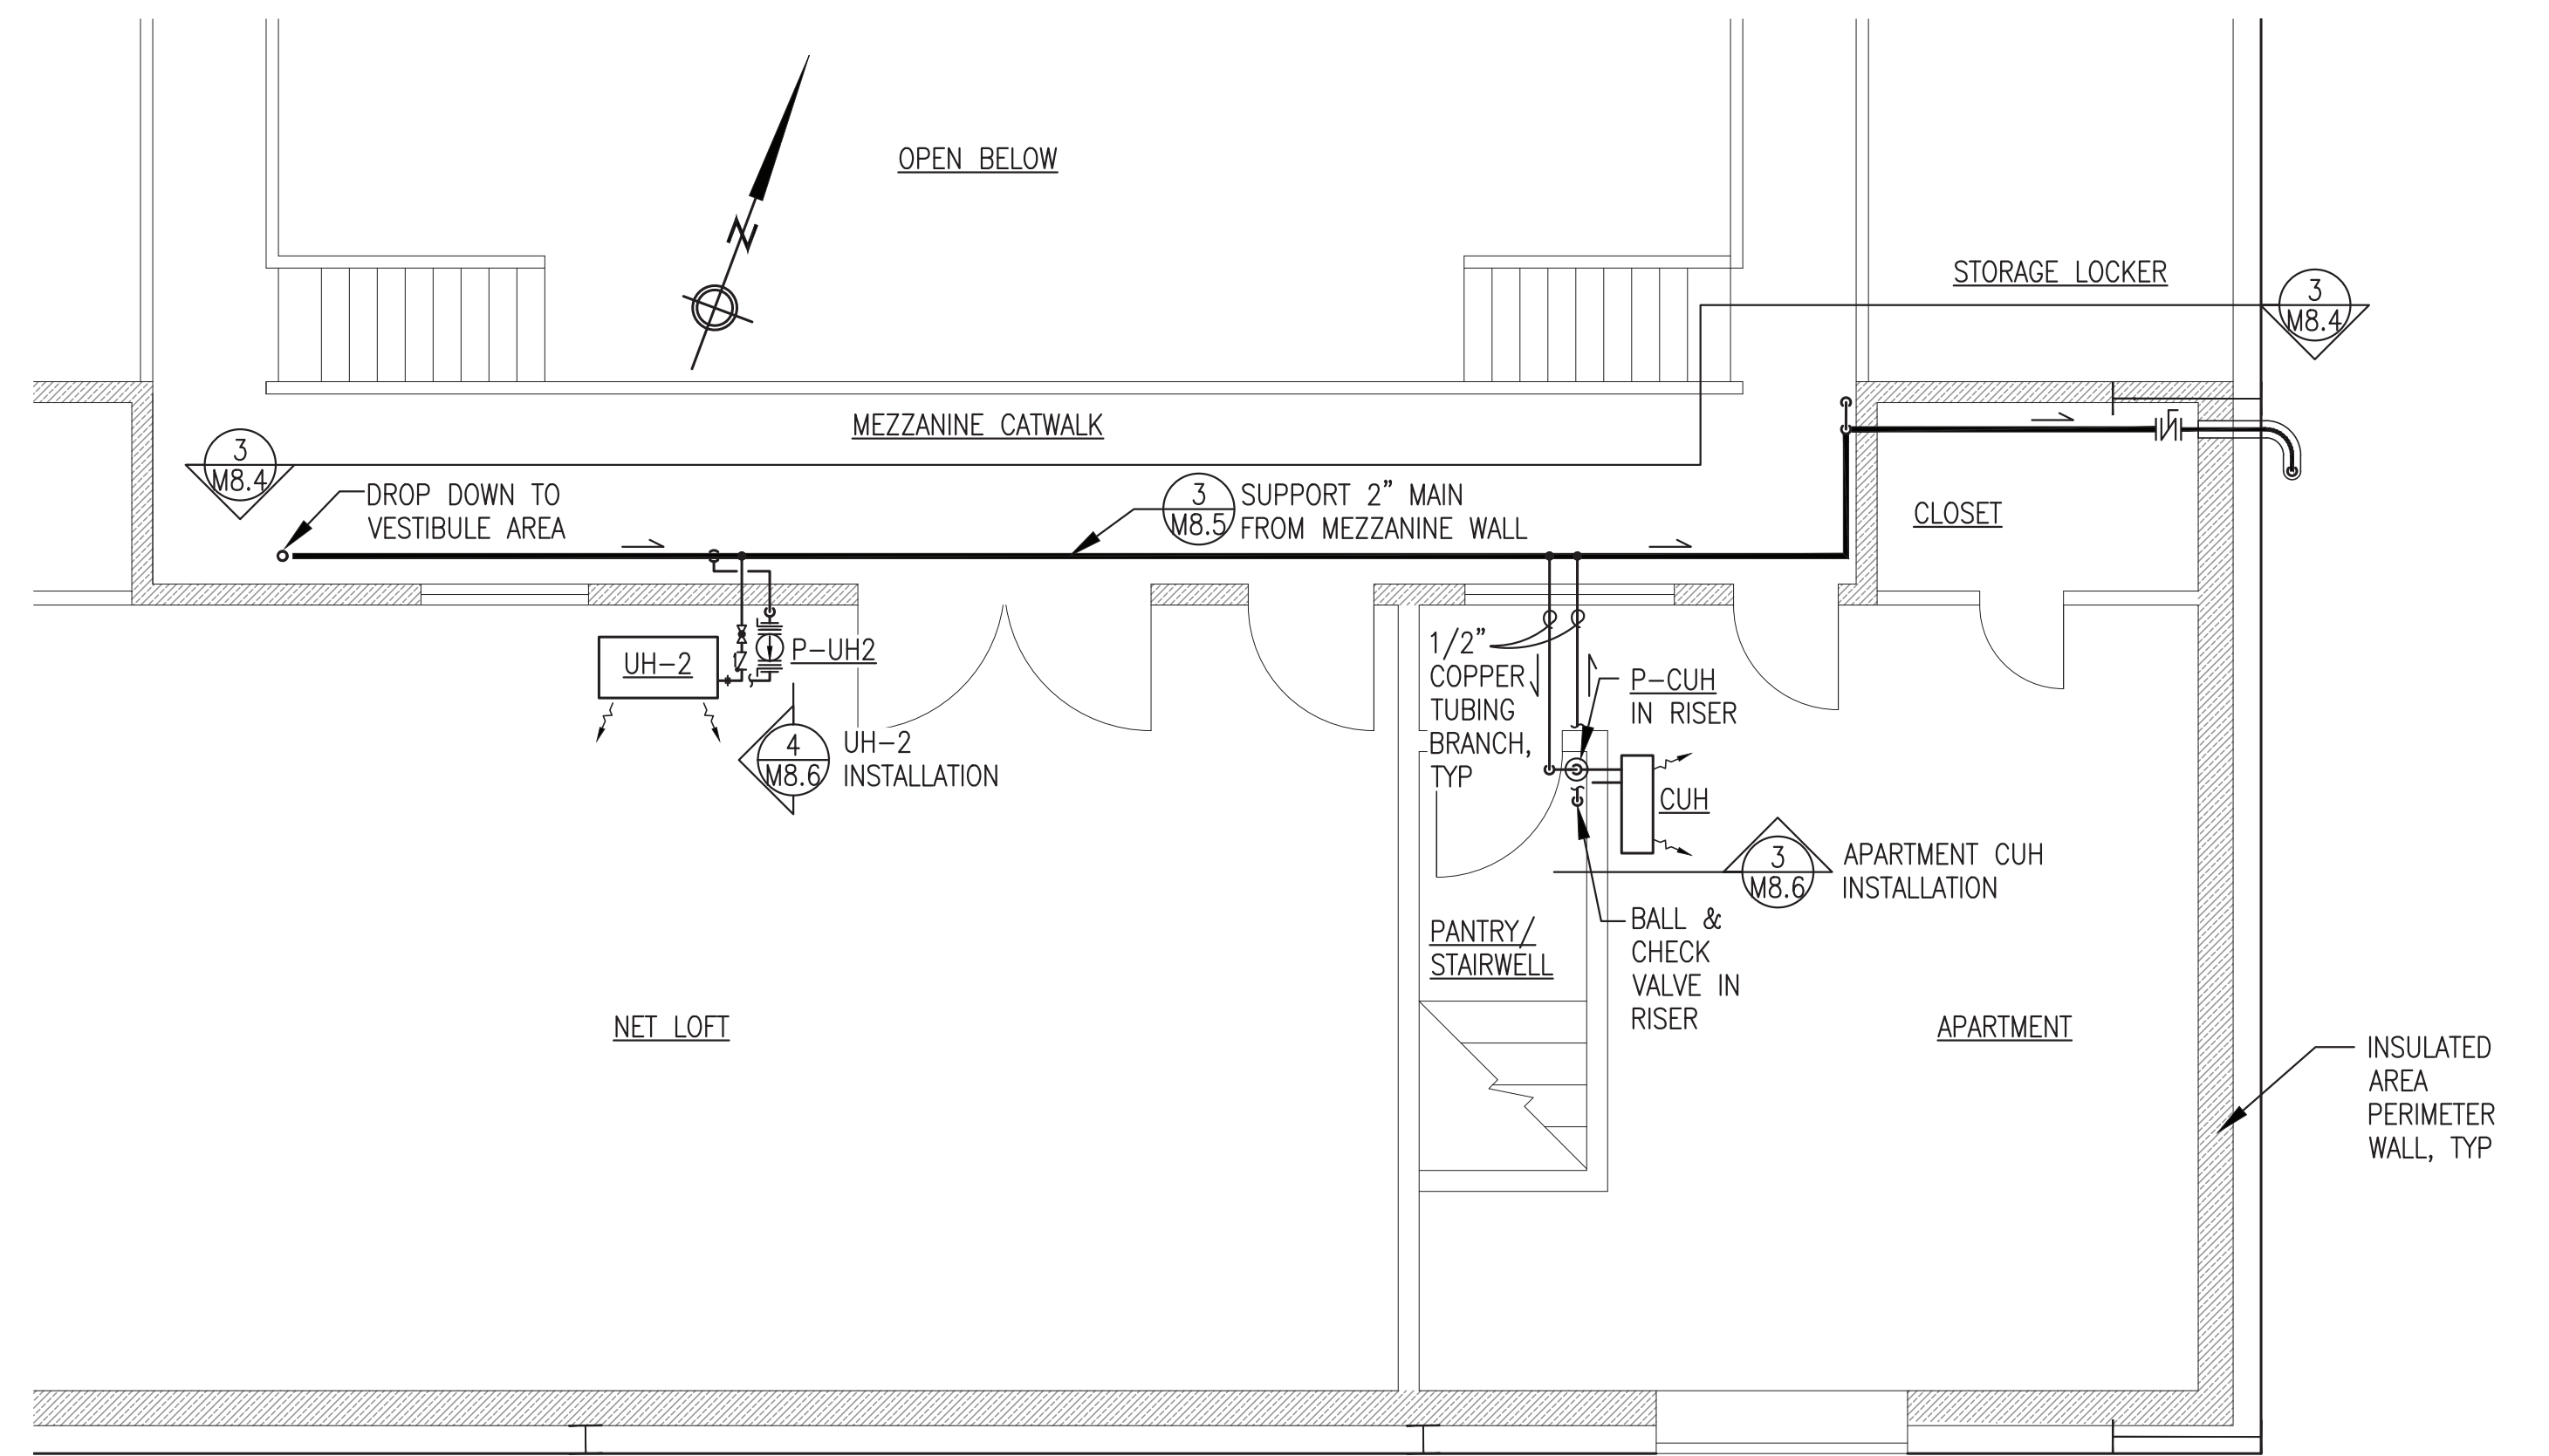 OPEN BELOW
N
STORAGE LOCKER
3
M8.4
MEZZANINE CATWALK
3
M8.4
DROP DOWN TO
VESTIBULE AREA
3
M8.5
SUPPORT 2” MAIN
FROM MEZZANINE WALL
CLOSET
UH-2
P-UH2
4
M8.6
UH-2
INSTALLATION
1/2”
COPPER
TUBING
BRANCH,
TYP
P-CUH
IN RISER
CUH
3
M8.6
APARTMENT CUH
INSTALLATION
PANTRY/
STAIRWELL
BALL &
CHECK
VALVE IN
RISER
NET LOFT
APARTMENT
INSULATED
AREA
PERIMETER
WALL, TYP